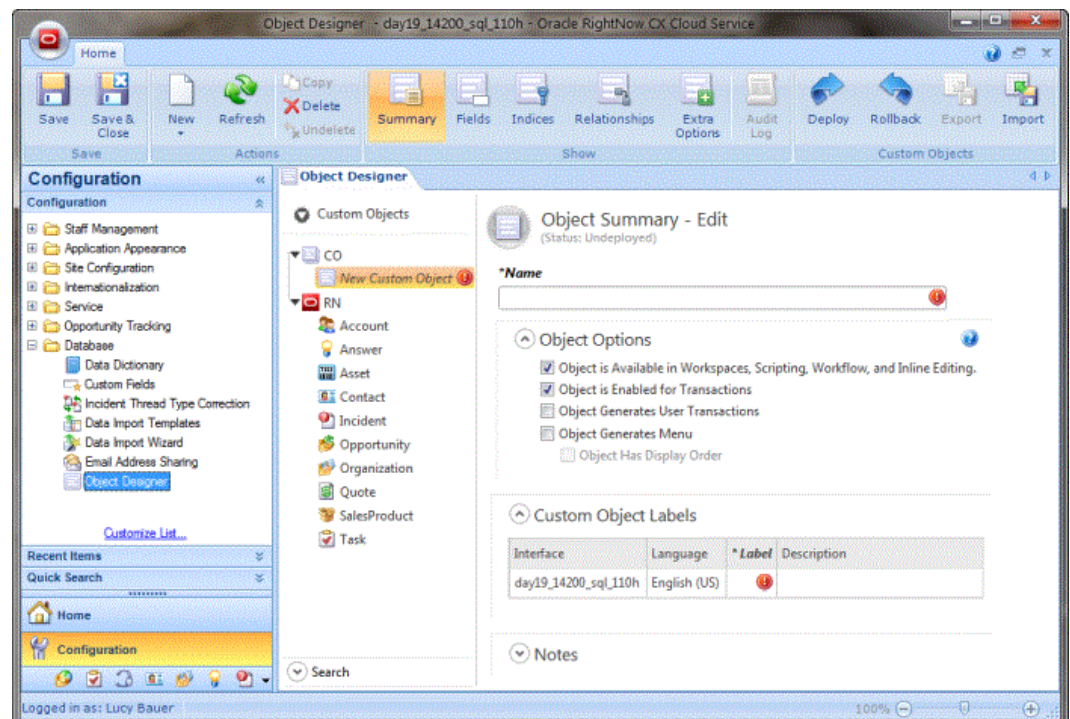 Object Designer - day19_14200_sql_110h - Oracle RightNow CX Cloud Service
Home
Save
Save & Close
New
Refresh
Copy
Delete
Undelete
Summary
Fields
Indices
Relationships
Extra Options
Audit Log
Deploy
Rollback
Export
Import
Save
Actions
Show
Custom Objects
Configuration
Configuration
Staff Management
Application Appearance
Site Configuration
Internationalization
Service
Opportunity Tracking
Database
Data Dictionary
Custom Fields
Incident Thread Type Correction
Data Import Templates
Data Import Wizard
Email Address Sharing
Object Designer
Customize List...
Recent Items
Quick Search
Home
Configuration
Object Designer
Custom Objects
CO
New Custom Object
RN
Account
Answer
Asset
Contact
Incident
Opportunity
Organization
Quote
SalesProduct
Task
Search
Object Summary - Edit
(Status: Undeployed)
*Name
Object Options
Object is Available in Workspaces, Scripting, Workflow, and Inline Editing.
Object is Enabled for Transactions
Object Generates User Transactions
Object Generates Menu
Object Has Display Order
Custom Object Labels
Interface Language *Label Description
day19_14200_sql_110h English (US)
Notes
Logged in as: Lucy Bauer
100%